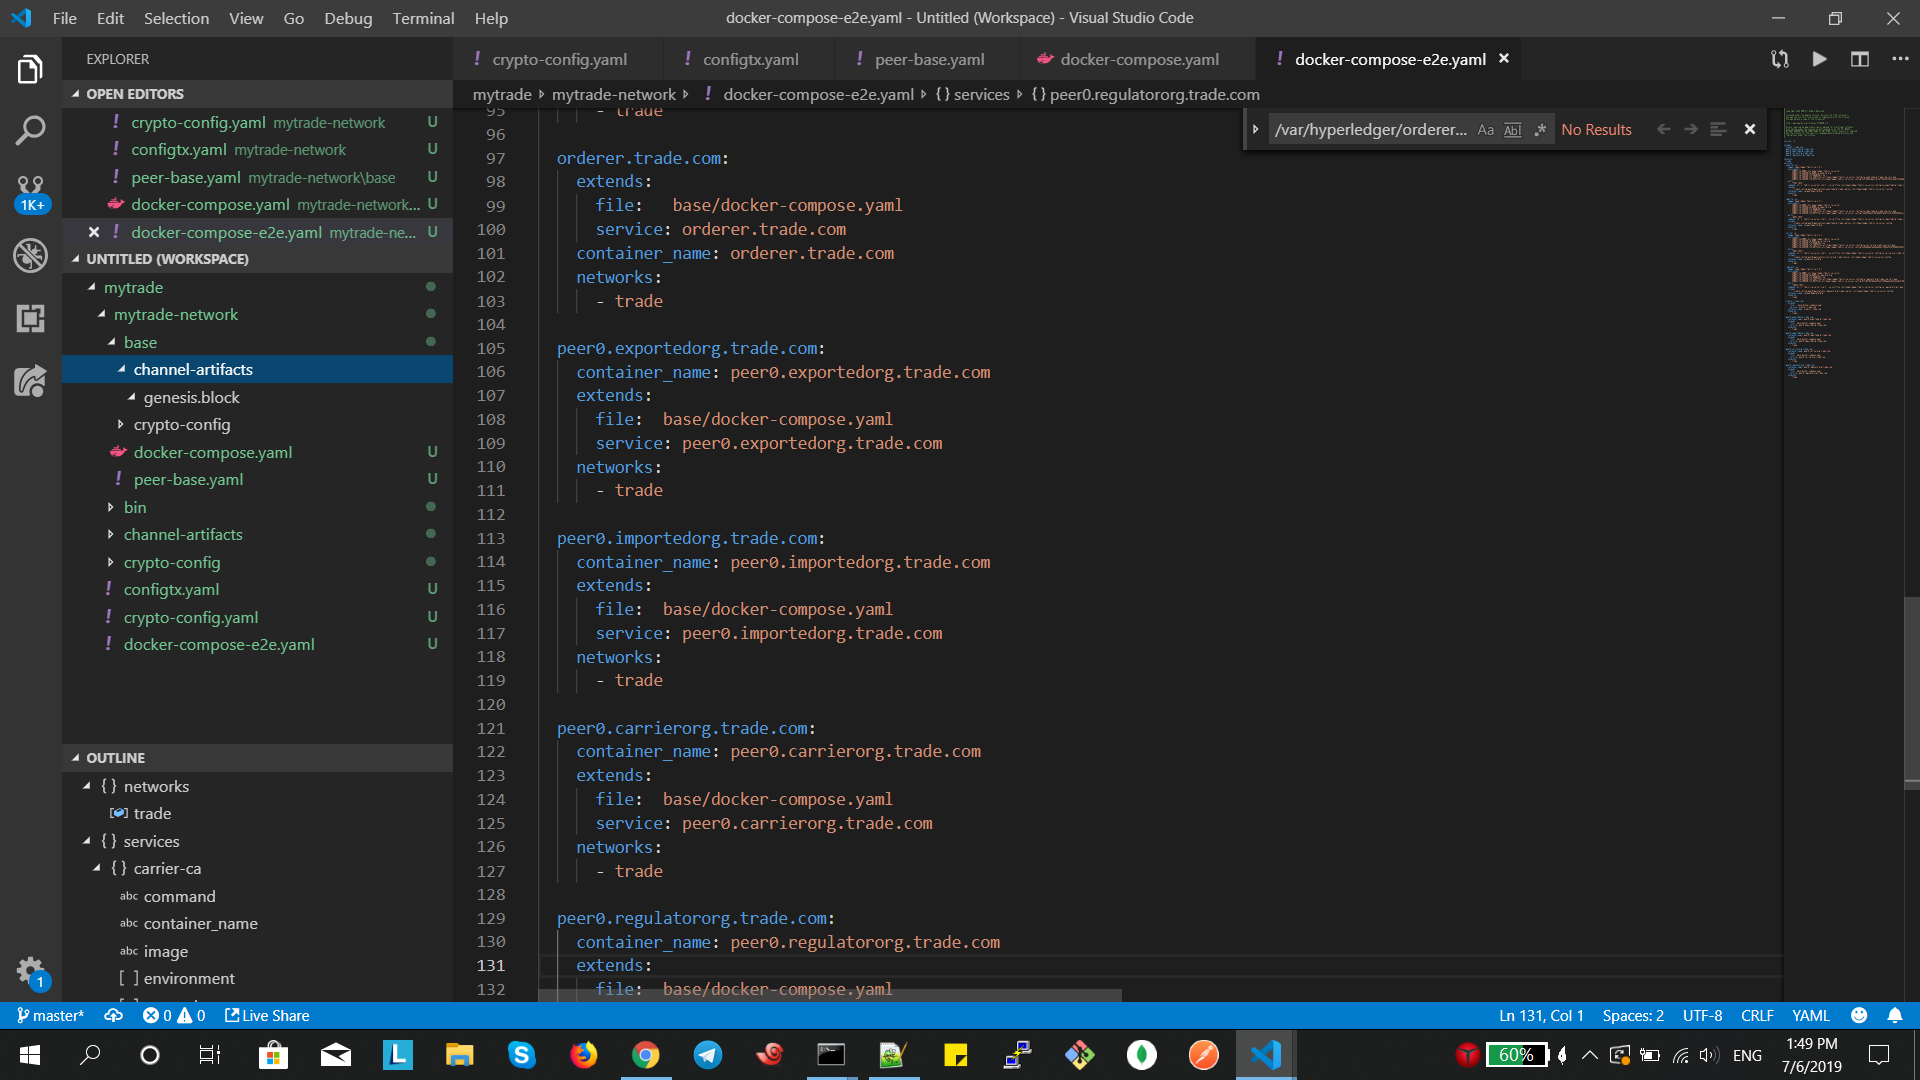 File Edit Selection View Go Debug Terminal Help
docker-compose-e2e.yaml - Untitled (Workspace) - Visual Studio Code
EXPLORER
OPEN EDITORS
crypto-config.yaml mytrade-network U
configtx.yaml mytrade-network U
peer-base.yaml mytrade-network\base U
docker-compose.yaml mytrade-network... U
docker-compose-e2e.yaml mytrade-ne... U
UNTITLED (WORKSPACE)
mytrade
mytrade-network
base
channel-artifacts
genesis.block
crypto-config
docker-compose.yaml U
peer-base.yaml U
bin
channel-artifacts
crypto-config
configtx.yaml U
crypto-config.yaml U
docker-compose-e2e.yaml U
OUTLINE
{ } networks
trade
{ } services
{ } carrier-ca
abc command
abc container_name
abc image
[ ] environment
1K+
1
crypto-config.yaml configtx.yaml peer-base.yaml docker-compose.yaml docker-compose-e2e.yaml
mytrade mytrade-network docker-compose-e2e.yaml { } services { } peer0.regulatororg.trade.com
/var/hyperledger/orderer... Aa Abl .* No Results
95 - trade
96
97 orderer.trade.com:
98 extends:
99 file: base/docker-compose.yaml
100 service: orderer.trade.com
101 container_name: orderer.trade.com
102 networks:
103 - trade
104
105 peer0.exportedorg.trade.com:
106 container_name: peer0.exportedorg.trade.com
107 extends:
108 file: base/docker-compose.yaml
109 service: peer0.exportedorg.trade.com
110 networks:
111 - trade
112
113 peer0.importedorg.trade.com:
114 container_name: peer0.importedorg.trade.com
115 extends:
116 file: base/docker-compose.yaml
117 service: peer0.importedorg.trade.com
118 networks:
119 - trade
120
121 peer0.carrierorg.trade.com:
122 container_name: peer0.carrierorg.trade.com
123 extends:
124 file: base/docker-compose.yaml
125 service: peer0.carrierorg.trade.com
126 networks:
127 - trade
128
129 peer0.regulatororg.trade.com:
130 container_name: peer0.regulatororg.trade.com
131 extends:
132 file: base/docker-compose.yaml
master* 0 0 Live Share
Ln 131, Col 1 Spaces: 2 UTF-8 CRLF YAML
L
60%
ENG
1:49 PM
7/6/2019